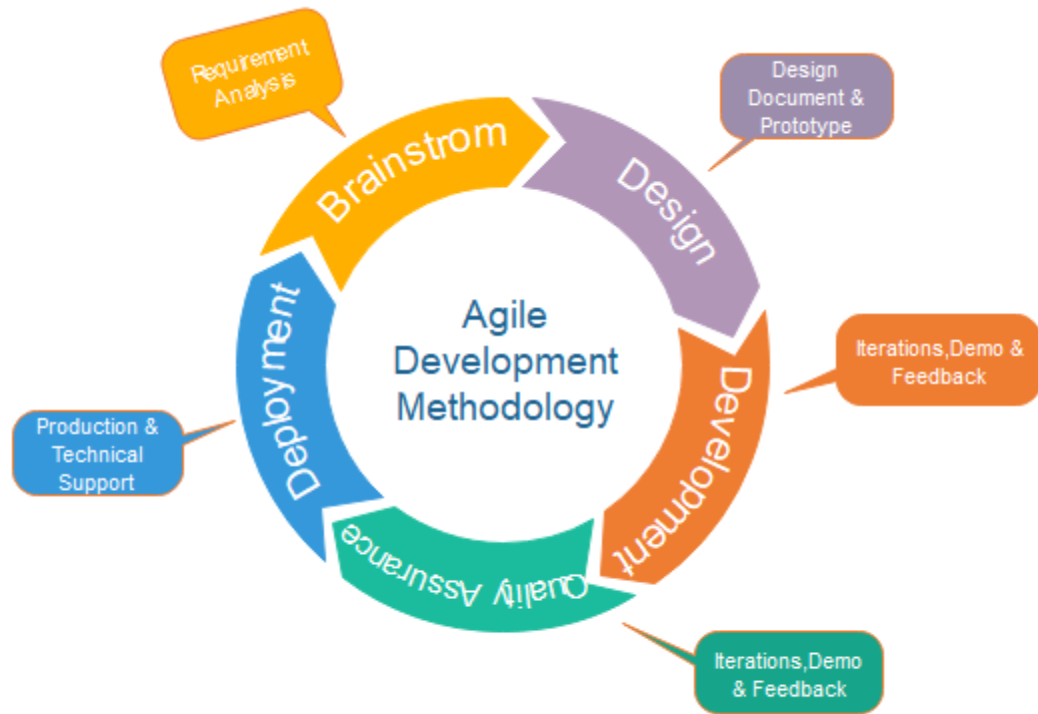 Requirement
Analysis
Brainstrom
Design
Document &
Prototype
Design
Iterations,Demo &
Feedback
Development
Agile
Development
Methodology
Deployment
Production &
Technical
Support
Quality Assurance
Iterations,Demo
& Feedback